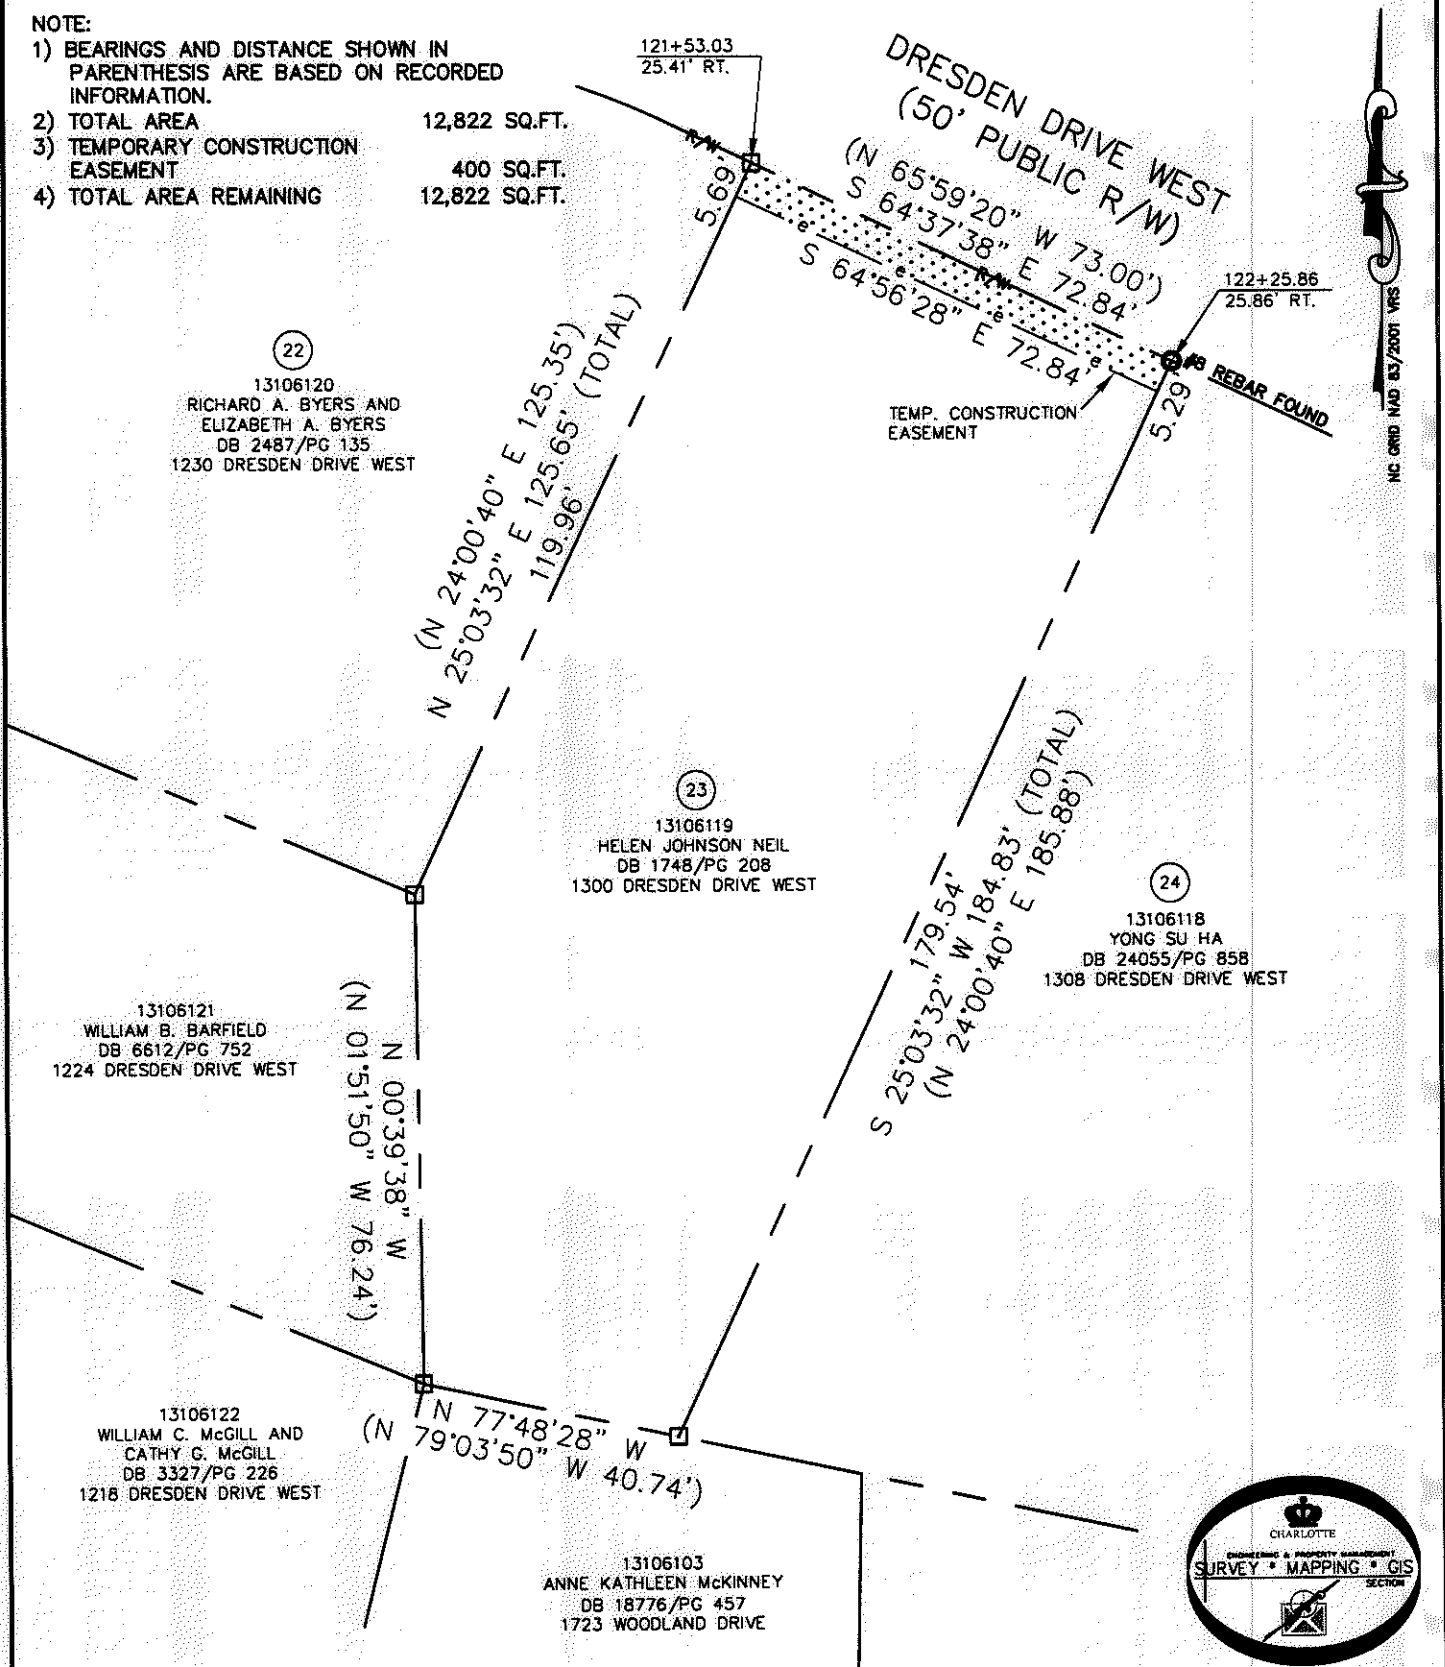 NOTE:
1) BEARINGS AND DISTANCE SHOWN IN
PARENTHESIS ARE BASED ON RECORDED
INFORMATION.
2) TOTAL AREA 12,822 SQ.FT.
3) TEMPORARY CONSTRUCTION
EASEMENT 400 SQ.FT.
4) TOTAL AREA REMAINING 12,822 SQ.FT.
121+53.03
25.41' RT.
DRESDEN DRIVE WEST
(50' PUBLIC R/W)
R/W
(N 65°59'20" W 73.00')
S 64°37'38" E 72.84'
R/W
e e e e
S 64°56'28" E 72.84'
5.69'
122+25.86
25.86' RT.
#8 REBAR FOUND
5.29'
TEMP. CONSTRUCTION
EASEMENT
NC GRID NAD 83/2001 VRS
22
13106120
RICHARD A. BYERS AND
ELIZABETH A. BYERS
DB 2487/PG 135
1230 DRESDEN DRIVE WEST
(N 24°00'40" E 125.35')
N 25°03'32" E 125.65' (TOTAL)
119.96'
23
13106119
HELEN JOHNSON NEIL
DB 1748/PG 208
1300 DRESDEN DRIVE WEST
179.54'
S 25°03'32" W 184.83' (TOTAL)
(N 24°00'40" E 185.88')
24
13106118
YONG SU HA
DB 24055/PG 858
1308 DRESDEN DRIVE WEST
13106121
WILLIAM B. BARFIELD
DB 6612/PG 752
1224 DRESDEN DRIVE WEST
N 00°39'38" W
(N 01°51'50" W 76.24')
13106122
WILLIAM C. McGILL AND
CATHY G. McGILL
DB 3327/PG 226
1218 DRESDEN DRIVE WEST
N 77°48'28" W
(N 79°03'50" W 40.74')
13106103
ANNE KATHLEEN McKINNEY
DB 18776/PG 457
1723 WOODLAND DRIVE
CHARLOTTE
ENGINEERING & PROPERTY MANAGEMENT
SURVEY * MAPPING * GIS
SECTION